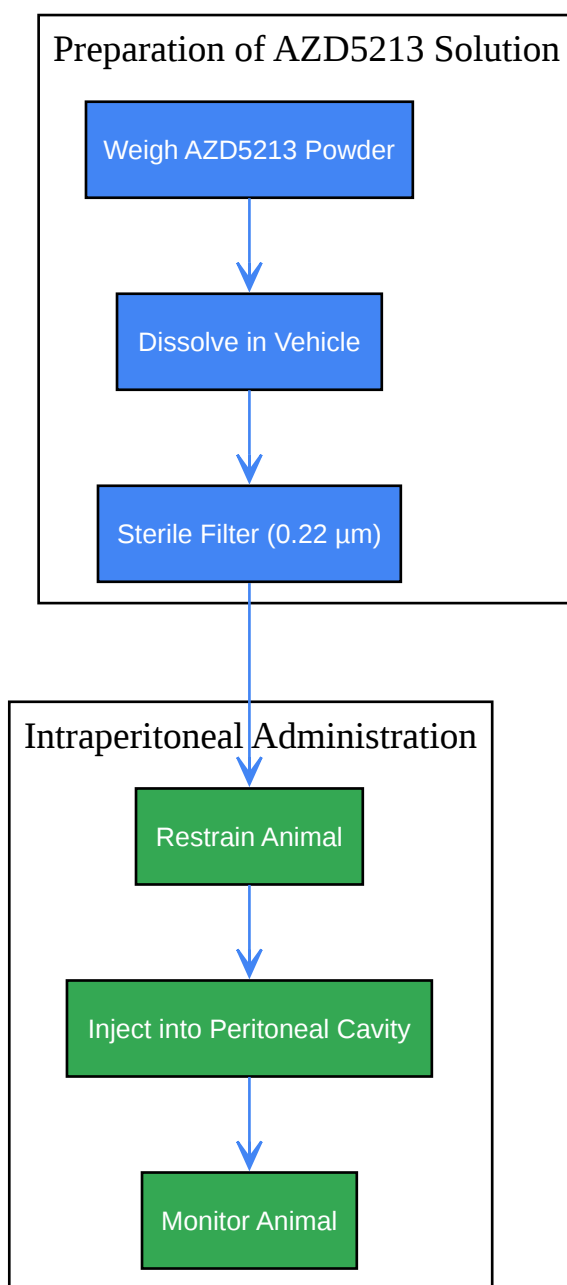 Preparation of AZD5213 Solution
Weigh AZD5213 Powder
Dissolve in Vehicle
Sterile Filter (0.22 µm)
Intraperitoneal Administration
Restrain Animal
Inject into Peritoneal Cavity
Monitor Animal